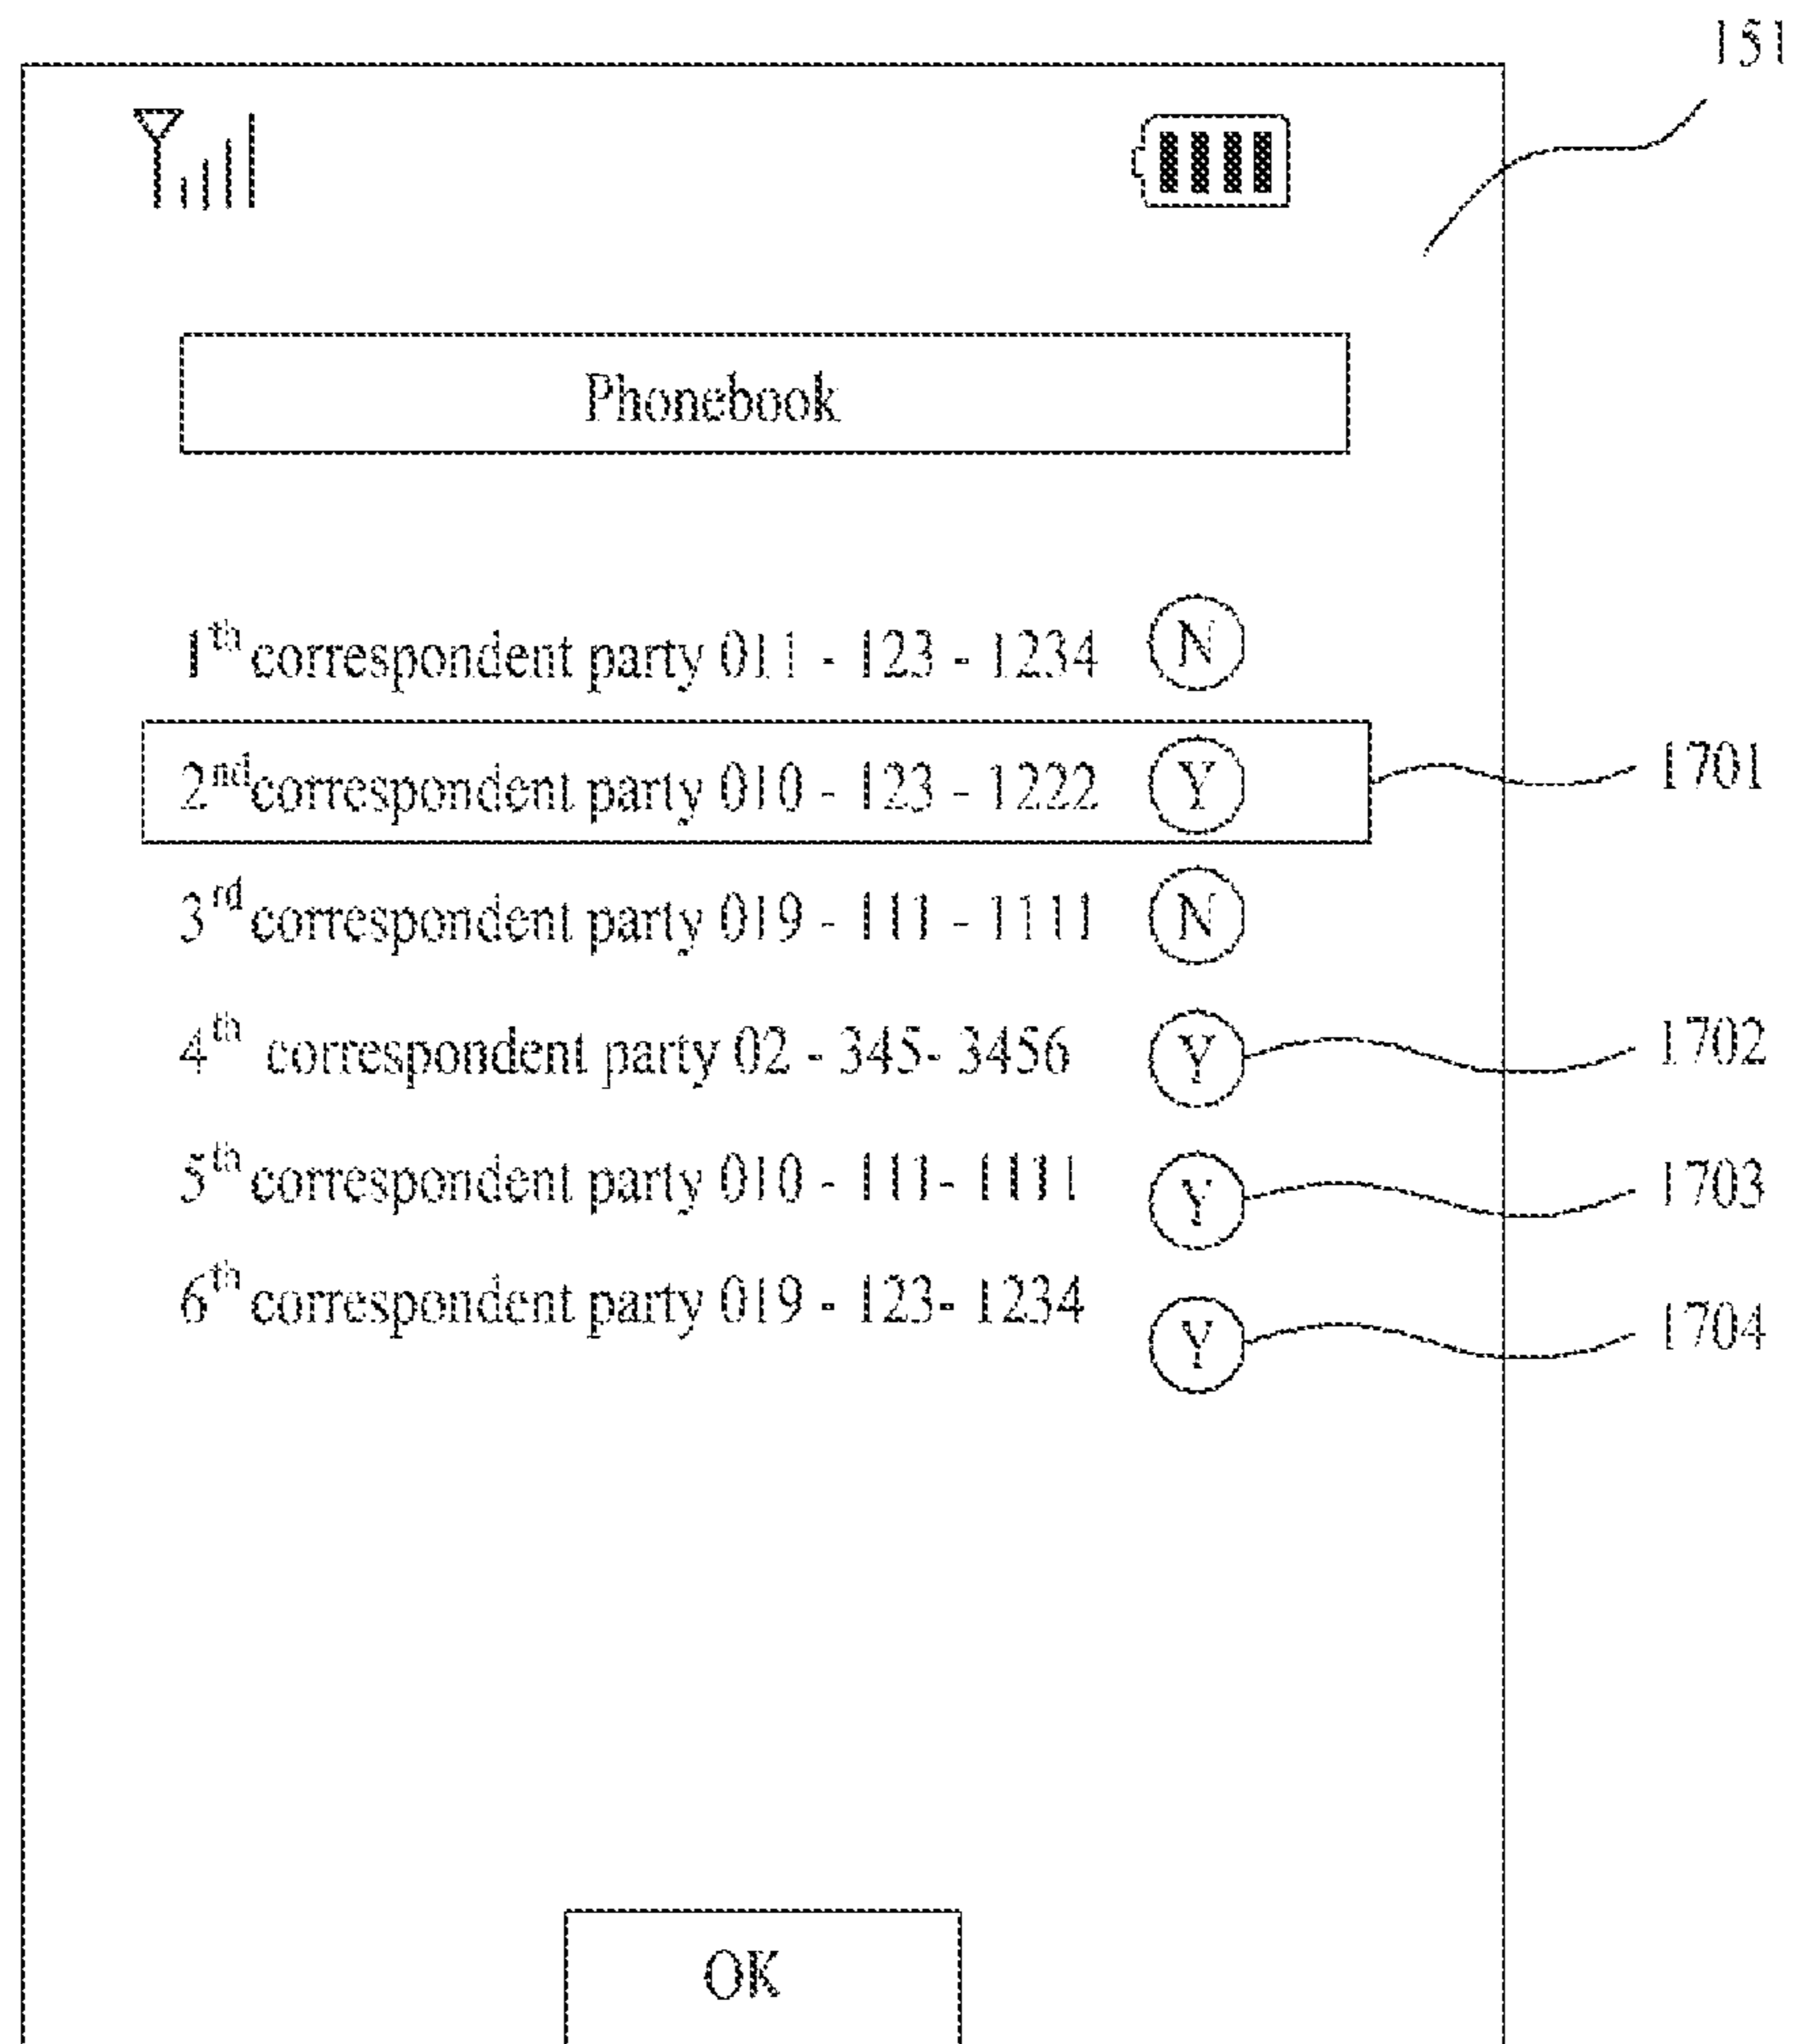 151
Phonebook
1th correspondent party 011 - 123 - 1234 N
2nd correspondent party 010 - 123 - 1222 Y 1701
3rd correspondent party 019 - 111 - 1111 N
4th correspondent party 02 - 345- 3456 Y 1702
5th correspondent party 010 - 111- 1111 Y 1703
6th correspondent party 019 - 123- 1234 Y 1704
OK